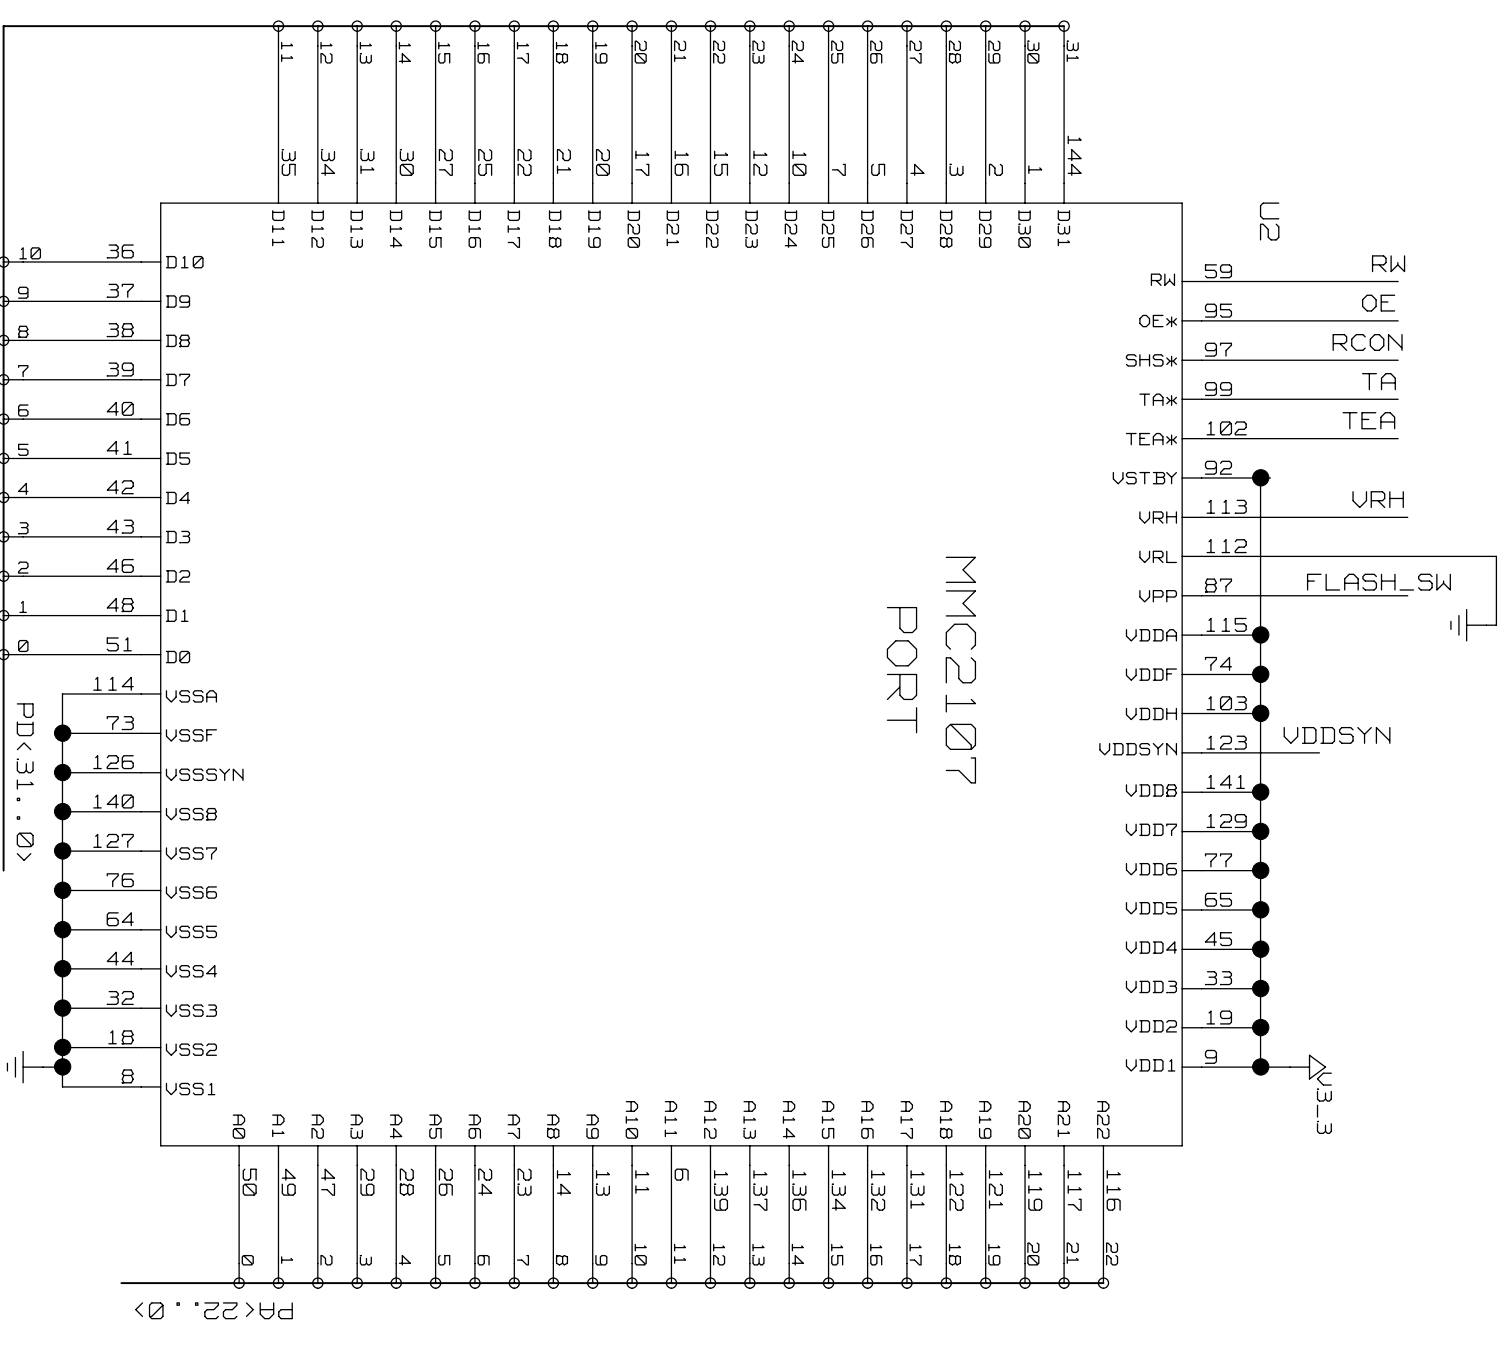 11 12 13 14 15 16 17 18 19 20 21 22 23 24 25 26 27 28 29 30 31
35 34 31 30 27 25 22 21 20 17 16 15 12 10 7 5 4 3 2 1 144
D11 D12 D13 D14 D15 D16 D17 D18 D19 D20 D21 D22 D23 D24 D25 D26 D27 D28 D29 D30 D31
U2
10 36 D10
9 37 D9
8 38 D8
7 39 D7
6 40 D6
5 41 D5
4 42 D4
3 43 D3
2 46 D2
1 48 D1
0 51 D0
114 VSSA
73 VSSF
126 VSSSYN
140 VSS8
127 VSS7
76 VSS6
64 VSS5
44 VSS4
32 VSS3
18 VSS2
8 VSS1
PD<31..0>
MMC2107
PORT
RW 59 RW
OE* 95 OE
SHS* 97 RCON
TA* 99 TA
TEA* 102 TEA
VSTBY 92
VRH 113 VRH
VRL 112
VPP 87 FLASH_SW
VDDA 115
VDDF 74
VDDH 103
VDDSYN 123 VDDSYN
VDD8 141
VDD7 129
VDD6 77
VDD5 65
VDD4 45
VDD3 33
VDD2 19
VDD1 9
V3_3
A0 A1 A2 A3 A4 A5 A6 A7 A8 A9 A10 A11 A12 A13 A14 A15 A16 A17 A18 A19 A20 A21 A22
50 49 47 29 28 26 24 23 14 13 11 6 139 137 136 134 132 131 122 121 119 117 116
0 1 2 3 4 5 6 7 8 9 10 11 12 13 14 15 16 17 18 19 20 21 22
PA<22..0>